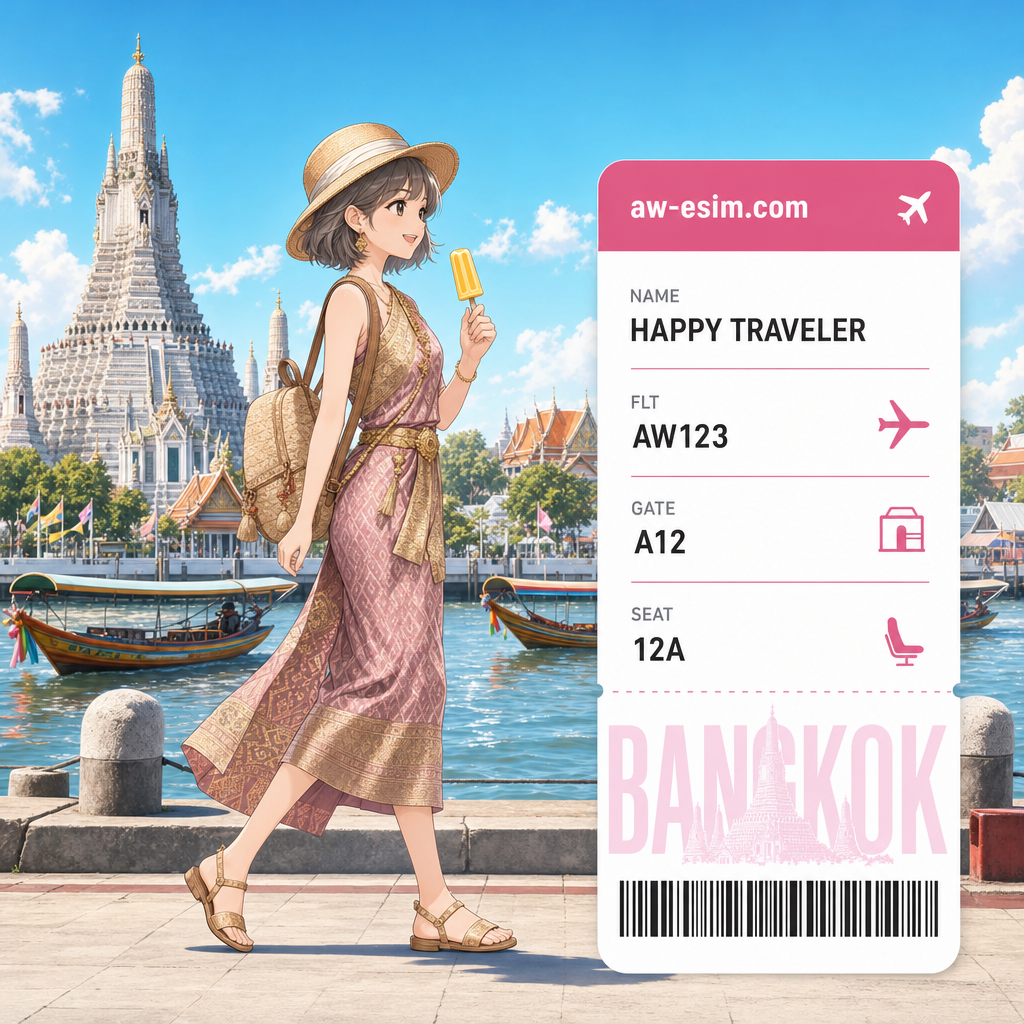 aw-esim.com
NAME
HAPPY TRAVELER
FLT
AW123
GATE
A12
SEAT
12A
BANGKOK